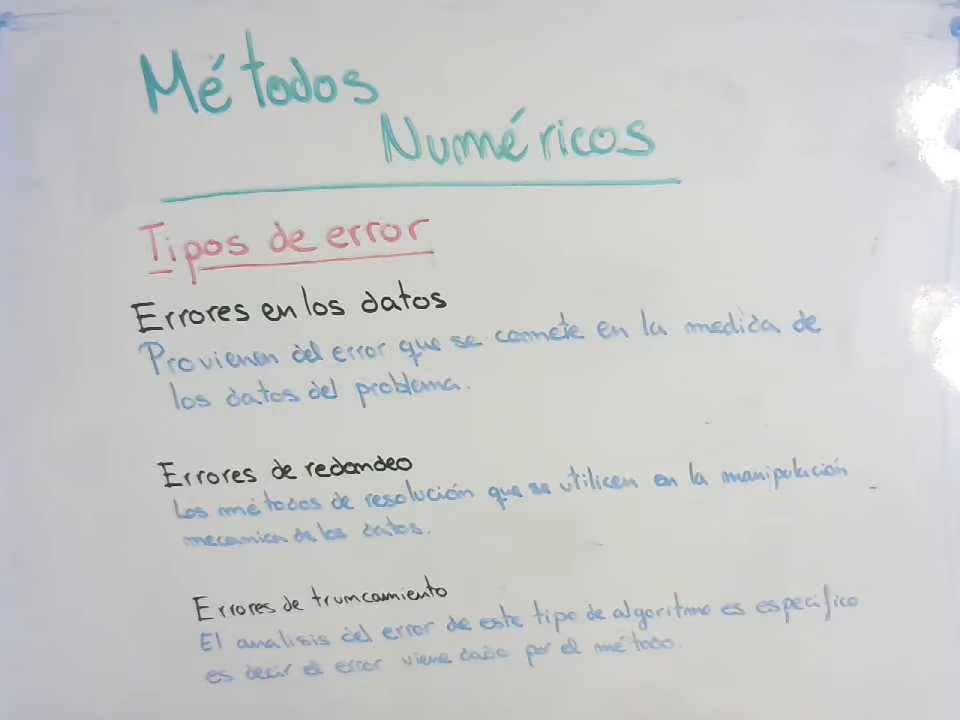 Métodos
Numéricos
Tipos de error
Errores en los datos
Provienen del error que se comete en la medida de
los datos del problema.
Errores de redondeo
Los métodos de resolución que se utilicen en la manipulación
mecanica de los datos.
Errores de truncamiento
El analisis del error de este tipo de algoritmo es especifico
es decir el error viene dado por el método.